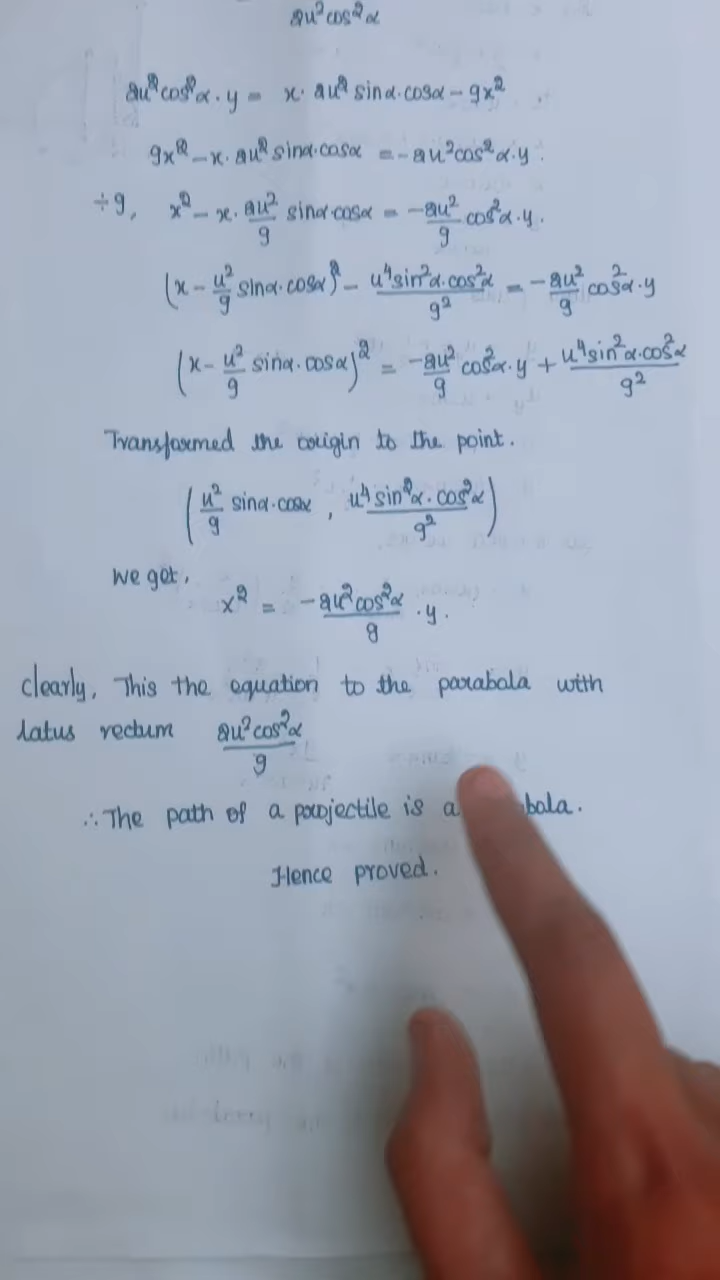 2u²cos²α
2u²cos²α·y = x·2u² sinα·cosα - gx²
gx² - x·2u² sinα·cosα = -2u²cos²α·y.
÷g, x² - x·2u²/g sinα·cosα = -2u²/g cos²α·y.
(x - u²/g sinα·cosα)² - u⁴sin²α·cos²α/g² = -2u²/g cos²α·y
(x - u²/g sinα·cosα)² = -2u²/g cos²α·y + u⁴sin²α·cos²α/g²
Transformed the origin to the point.
(u²/g sinα·cosα , u⁴sin²α·cos²α/g²)
we get,
x² = -2u²cos²α/g ·y.
clearly, This the equation to the parabala with
latus rectum 2u²cos²α/g
∴ The path of a projectile is a bola.
Hence proved.